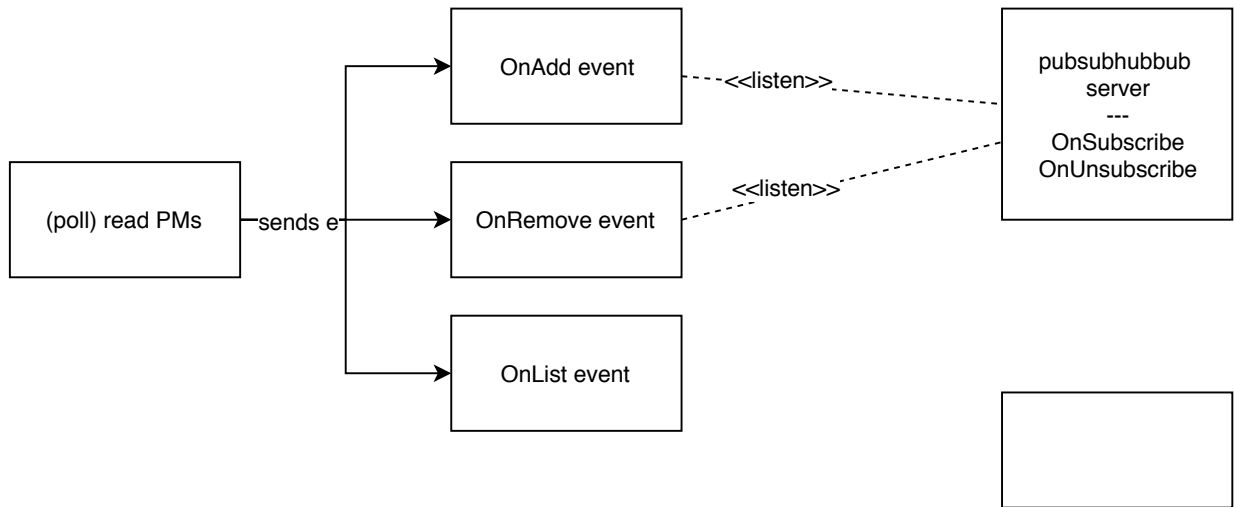 OnAdd event
<<listen>>
pubsubhubbub
server
---
OnSubscribe
OnUnsubscribe
(poll) read PMs
sends e
OnRemove event
<<listen>>
OnList event